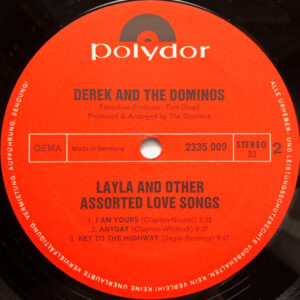 polydor
DEREK AND THE DOMINOS
Executive Producer: Tom Dowd
Produced & Arranged by The Dominos
GEMA
Made in Germany
2335 009
STEREO
33
2
LAYLA AND OTHER
ASSORTED LOVE SONGS
1. I AM YOURS (Clapton-Nizami) 3:35
2. ANYDAY (Clapton-Whitlock) 6:37
3. KEY TO THE HIGHWAY (Segar-Broonzy) 9:47
ALLE URHEBER- UND LEISTUNGSSCHUTZRECHTE VORBEHALTEN · KEINE UNERLAUBTE VERVIELFÄLTIGUNG, VERMIETUNG, AUFFÜHRUNG, SENDUNG!